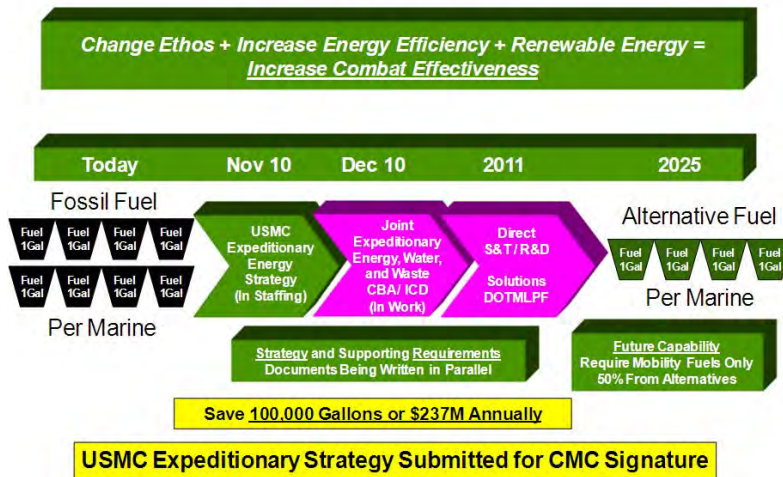 Change Ethos + Increase Energy Efficiency + Renewable Energy =
Increase Combat Effectiveness
Today Nov 10 Dec 10 2011 2025
Fossil Fuel
Fuel 1Gal
Fuel 1Gal
Fuel 1Gal
Fuel 1Gal
Fuel 1Gal
Fuel 1Gal
Fuel 1Gal
Fuel 1Gal
Per Marine
USMC
Expeditionary
Energy
Strategy
(In Staffing)
Joint
Expeditionary
Energy, Water,
and Waste
CBA/ ICD
(In Work)
Direct
S&T / R&D
Solutions
DOTMLPF
Alternative Fuel
Fuel 1Gal
Fuel 1Gal
Fuel 1Gal
Fuel 1Gal
Per Marine
Strategy and Supporting Requirements
Documents Being Written in Parallel
Future Capability
Require Mobility Fuels Only
50% From Alternatives
Save 100,000 Gallons or $237M Annually
USMC Expeditionary Strategy Submitted for CMC Signature